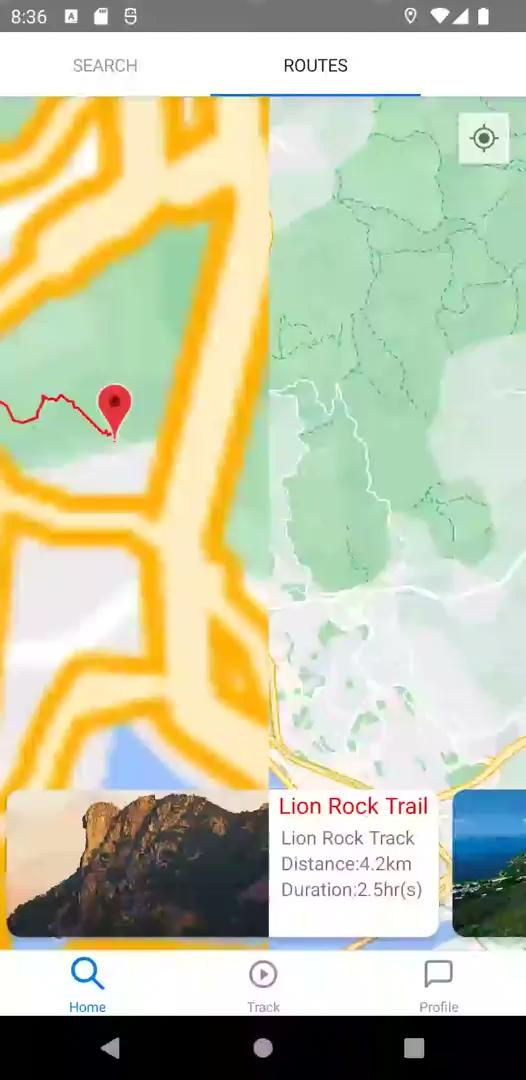 8:36
SEARCH
ROUTES
Lion Rock Trail
Lion Rock Track
Distance:4.2km
Duration:2.5hr(s)
Home
Track
Profile